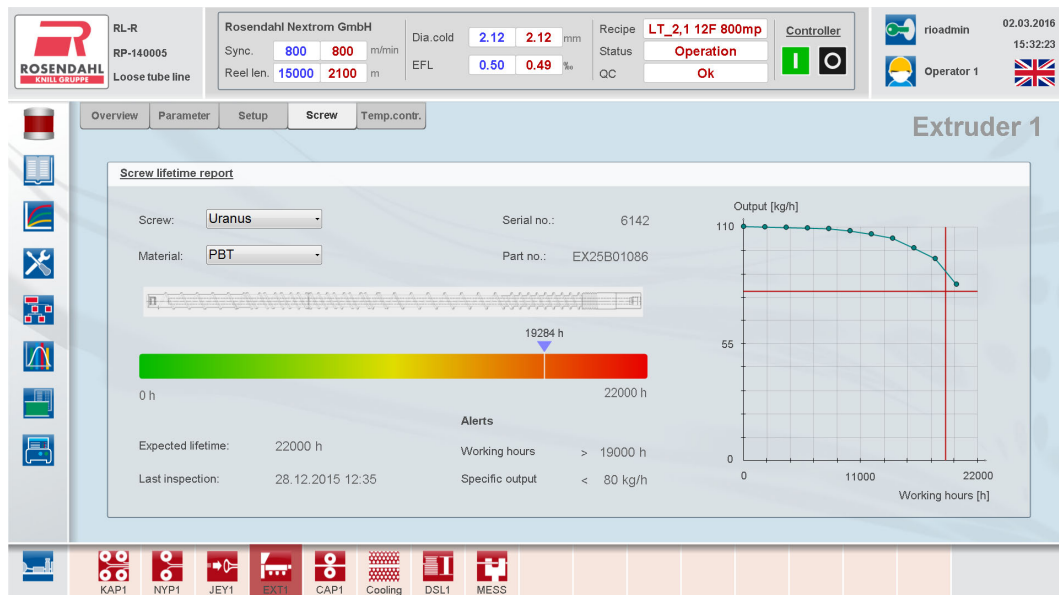 R
ROSENDAHL
KNILL GRUPPE
RL-R
RP-140005
Loose tube line
Rosendahl Nextrom GmbH
Sync. 800 800 m/min
Reel len. 15000 2100 m
Dia.cold 2.12 2.12 mm
EFL 0.50 0.49 ‰
Recipe LT_2,1 12F 800mp
Status Operation
QC Ok
Controller
I O
rioadmin
Operator 1
02.03.2016
15:32:23
Overview Parameter Setup Screw Temp.contr.
Extruder 1
Screw lifetime report
Screw: Uranus
Serial no.: 6142
Material: PBT
Part no.: EX25B01086
19284 h
0 h 22000 h
Expected lifetime: 22000 h
Last inspection: 28.12.2015 12:35
Alerts
Working hours > 19000 h
Specific output < 80 kg/h
Output [kg/h]
110
55
0
0 11000 22000
Working hours [h]
KAP1 NYP1 JEY1 EXT1 CAP1 Cooling DSL1 MESS